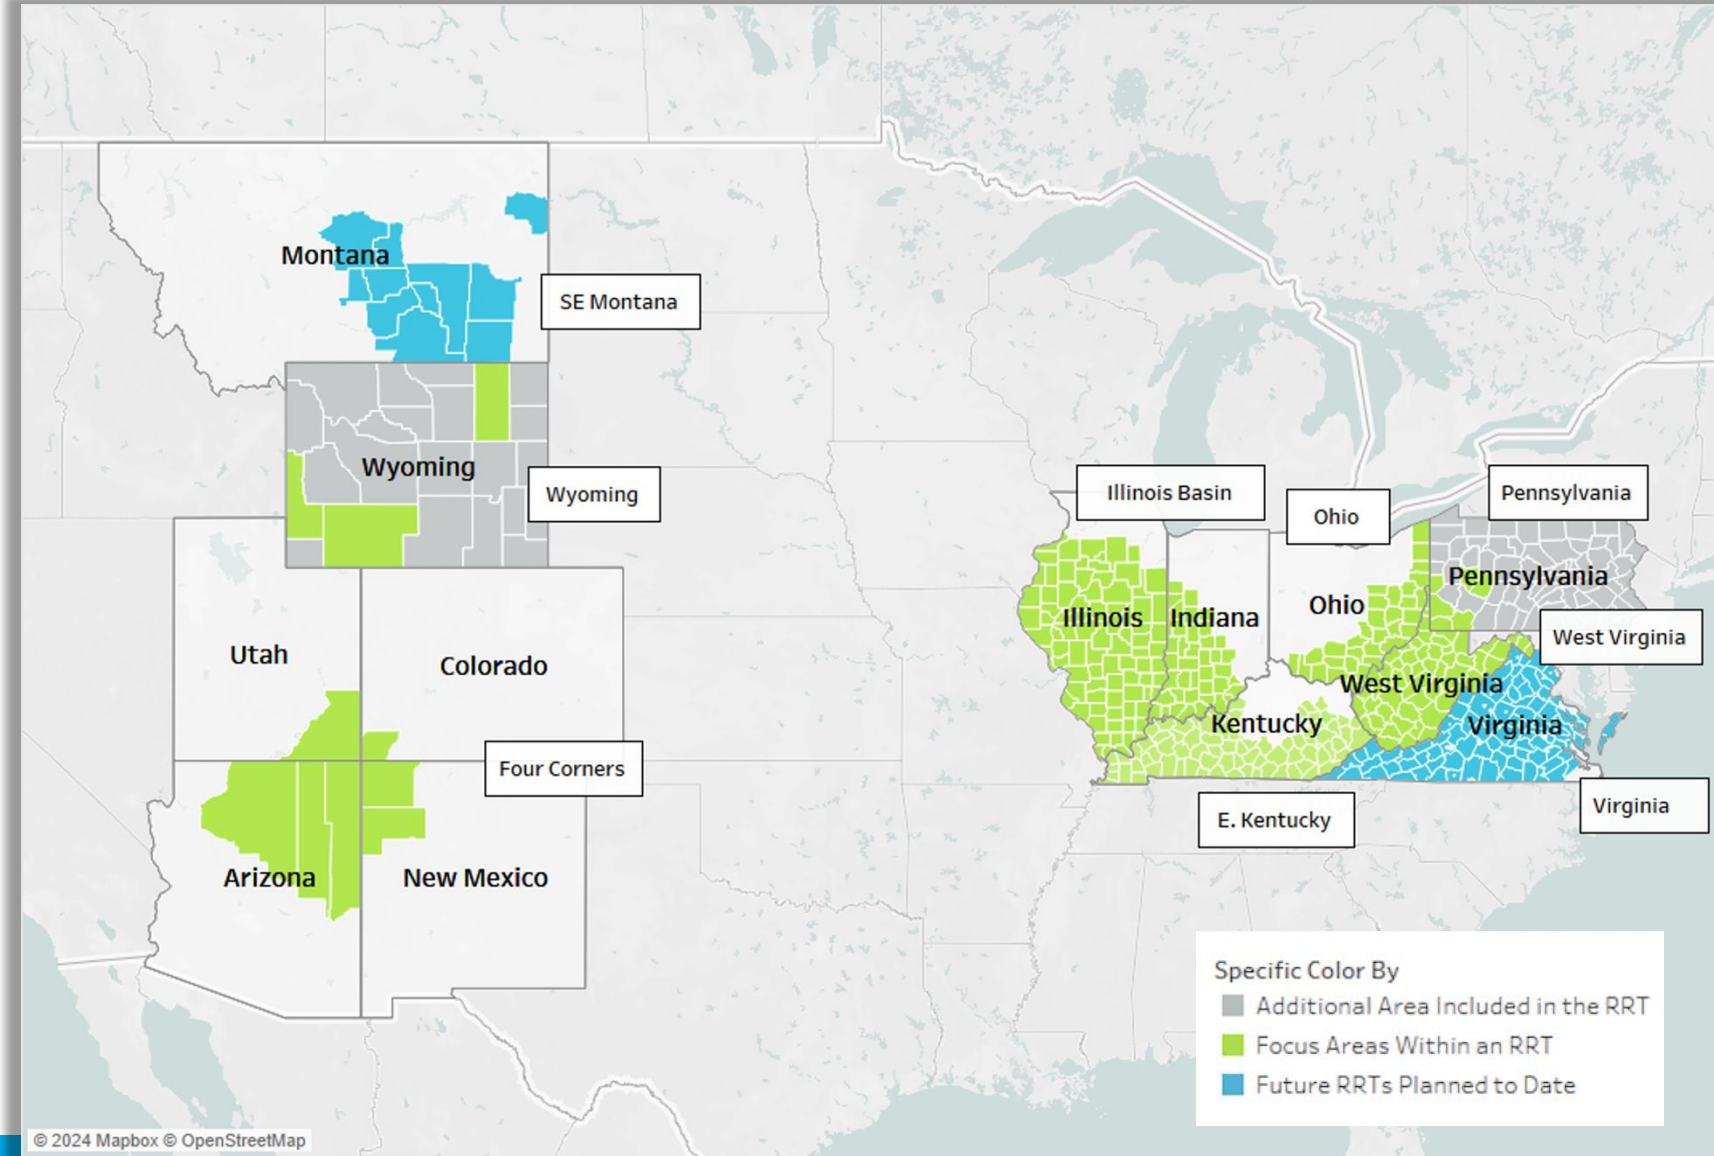 Montana
SE Montana
Wyoming
Wyoming
Illinois Basin
Ohio
Pennsylvania
Pennsylvania
Illinois
Indiana
Ohio
West Virginia
Utah
Colorado
West Virginia
Kentucky
Virginia
Four Corners
E. Kentucky
Virginia
Arizona
New Mexico
Specific Color By
Additional Area Included in the RRT
Focus Areas Within an RRT
Future RRTs Planned to Date
© 2024 Mapbox © OpenStreetMap